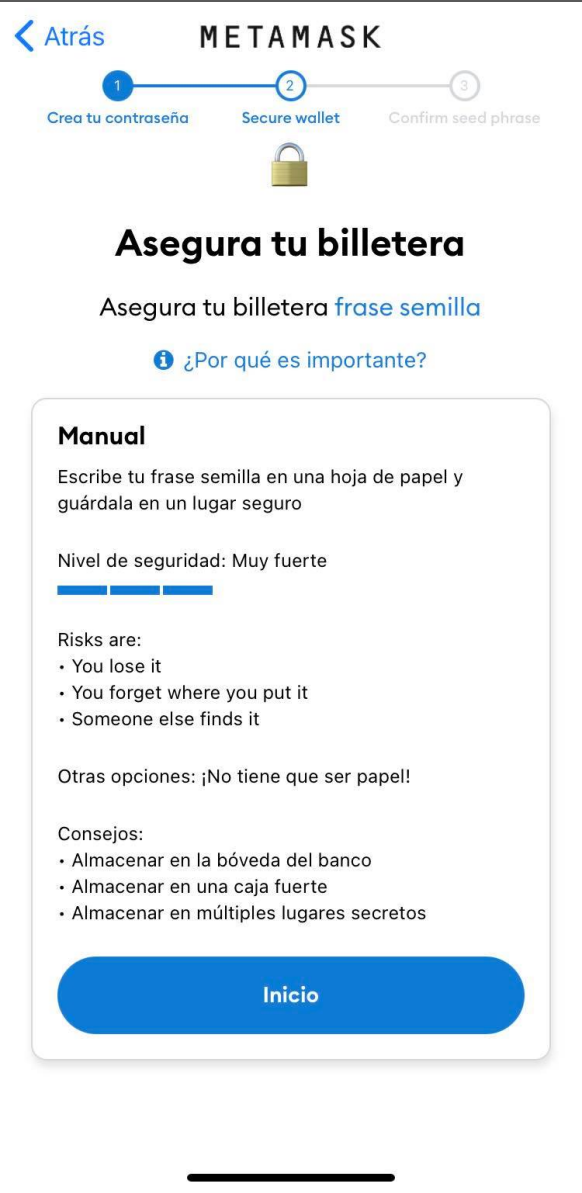 Atrás
METAMASK
1
2
3
Crea tu contraseña
Secure wallet
Confirm seed phrase
Asegura tu billetera
Asegura tu billetera frase semilla
¿Por qué es importante?
Manual
Escribe tu frase semilla en una hoja de papel y
guárdala en un lugar seguro
Nivel de seguridad: Muy fuerte
Risks are:
• You lose it
• You forget where you put it
• Someone else finds it
Otras opciones: ¡No tiene que ser papel!
Consejos:
• Almacenar en la bóveda del banco
• Almacenar en una caja fuerte
• Almacenar en múltiples lugares secretos
Inicio